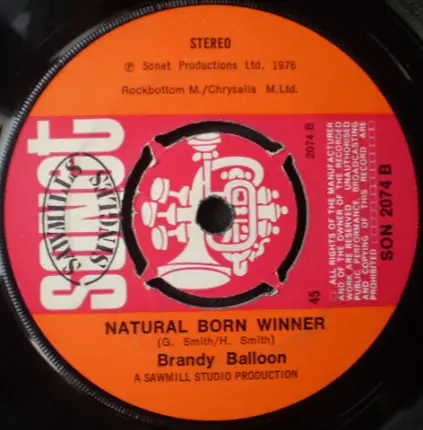 STEREO
℗ Sonet Productions Ltd. 1976
Rockbottom M./Chrysalis M.Ltd.
sonet
SAWMILLS
SINGLES
2074 B
45
ALL RIGHTS OF THE MANUFACTURER
AND OF THE OWNER OF THE RECORDED
WORK ARE RESERVED. UNAUTHORISED
PUBLIC PERFORMANCE, BROADCASTING
AND COPYING OF THIS RECORD ARE
PROHIBITED
SON 2074 B
NATURAL BORN WINNER
(G. Smith/H. Smith)
Brandy Balloon
A SAWMILL STUDIO PRODUCTION